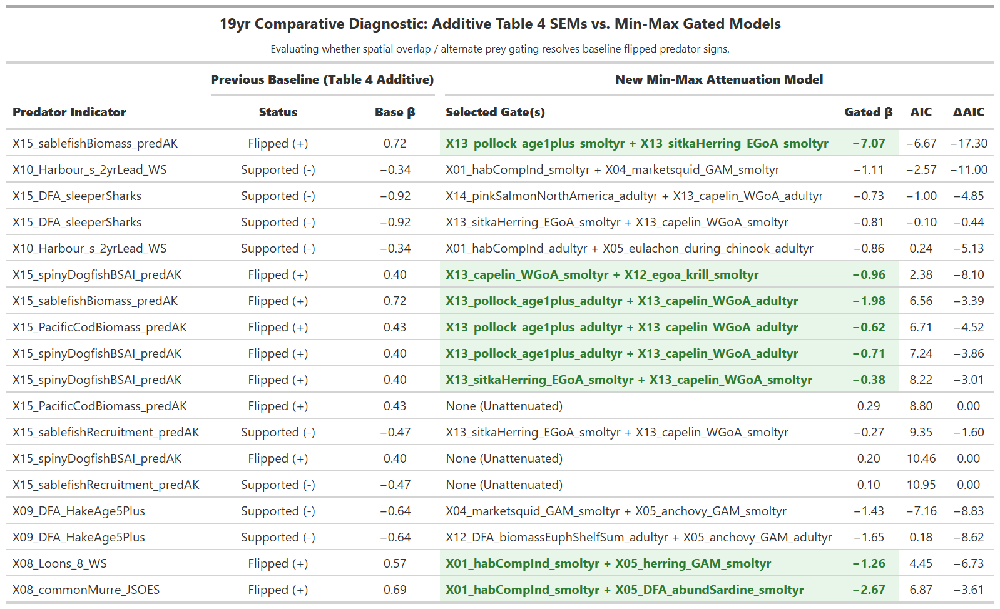 19yr Comparative Diagnostic: Additive Table 4 SEMs vs. Min-Max Gated Models
Evaluating whether spatial overlap / alternate prey gating resolves baseline flipped predator signs.
Previous Baseline (Table 4 Additive) New Min-Max Attenuation Model
Predator Indicator Status Base β Selected Gate(s) Gated β AIC ΔAIC
X15_sablefishBiomass_predAK Flipped (+) 0.72 X13_pollock_age1plus_smoltyr + X13_sitkaHerring_EGoA_smoltyr −7.07 −6.67 −17.30
X10_Harbour_s_2yrLead_WS Supported (-) −0.34 X01_habCompInd_smoltyr + X04_marketsquid_GAM_smoltyr −1.11 −2.57 −11.00
X15_DFA_sleeperSharks Supported (-) −0.92 X14_pinkSalmonNorthAmerica_adultyr + X13_capelin_WGoA_adultyr −0.73 −1.00 −4.85
X15_DFA_sleeperSharks Supported (-) −0.92 X13_sitkaHerring_EGoA_smoltyr + X13_capelin_WGoA_smoltyr −0.81 −0.10 −0.44
X10_Harbour_s_2yrLead_WS Supported (-) −0.34 X01_habCompInd_adultyr + X05_eulachon_during_chinook_adultyr −0.86 0.24 −5.13
X15_spinyDogfishBSAI_predAK Flipped (+) 0.40 X13_capelin_WGoA_smoltyr + X12_egoa_krill_smoltyr −0.96 2.38 −8.10
X15_sablefishBiomass_predAK Flipped (+) 0.72 X13_pollock_age1plus_adultyr + X13_capelin_WGoA_adultyr −1.98 6.56 −3.39
X15_PacificCodBiomass_predAK Flipped (+) 0.43 X13_pollock_age1plus_adultyr + X13_capelin_WGoA_adultyr −0.62 6.71 −4.52
X15_spinyDogfishBSAI_predAK Flipped (+) 0.40 X13_pollock_age1plus_adultyr + X13_capelin_WGoA_adultyr −0.71 7.24 −3.86
X15_spinyDogfishBSAI_predAK Flipped (+) 0.40 X13_sitkaHerring_EGoA_smoltyr + X13_capelin_WGoA_smoltyr −0.38 8.22 −3.01
X15_PacificCodBiomass_predAK Flipped (+) 0.43 None (Unattenuated) 0.29 8.80 0.00
X15_sablefishRecruitment_predAK Supported (-) −0.47 X13_sitkaHerring_EGoA_smoltyr + X13_capelin_WGoA_smoltyr −0.27 9.35 −1.60
X15_spinyDogfishBSAI_predAK Flipped (+) 0.40 None (Unattenuated) 0.20 10.46 0.00
X15_sablefishRecruitment_predAK Supported (-) −0.47 None (Unattenuated) 0.10 10.95 0.00
X09_DFA_HakeAge5Plus Supported (-) −0.64 X04_marketsquid_GAM_smoltyr + X05_anchovy_GAM_smoltyr −1.43 −7.16 −8.83
X09_DFA_HakeAge5Plus Supported (-) −0.64 X12_DFA_biomassEuphShelfSum_adultyr + X05_anchovy_GAM_adultyr −1.65 0.18 −8.62
X08_Loons_8_WS Flipped (+) 0.57 X01_habCompInd_smoltyr + X05_herring_GAM_smoltyr −1.26 4.45 −6.73
X08_commonMurre_JSOES Flipped (+) 0.69 X01_habCompInd_smoltyr + X05_DFA_abundSardine_smoltyr −2.67 6.87 −3.61